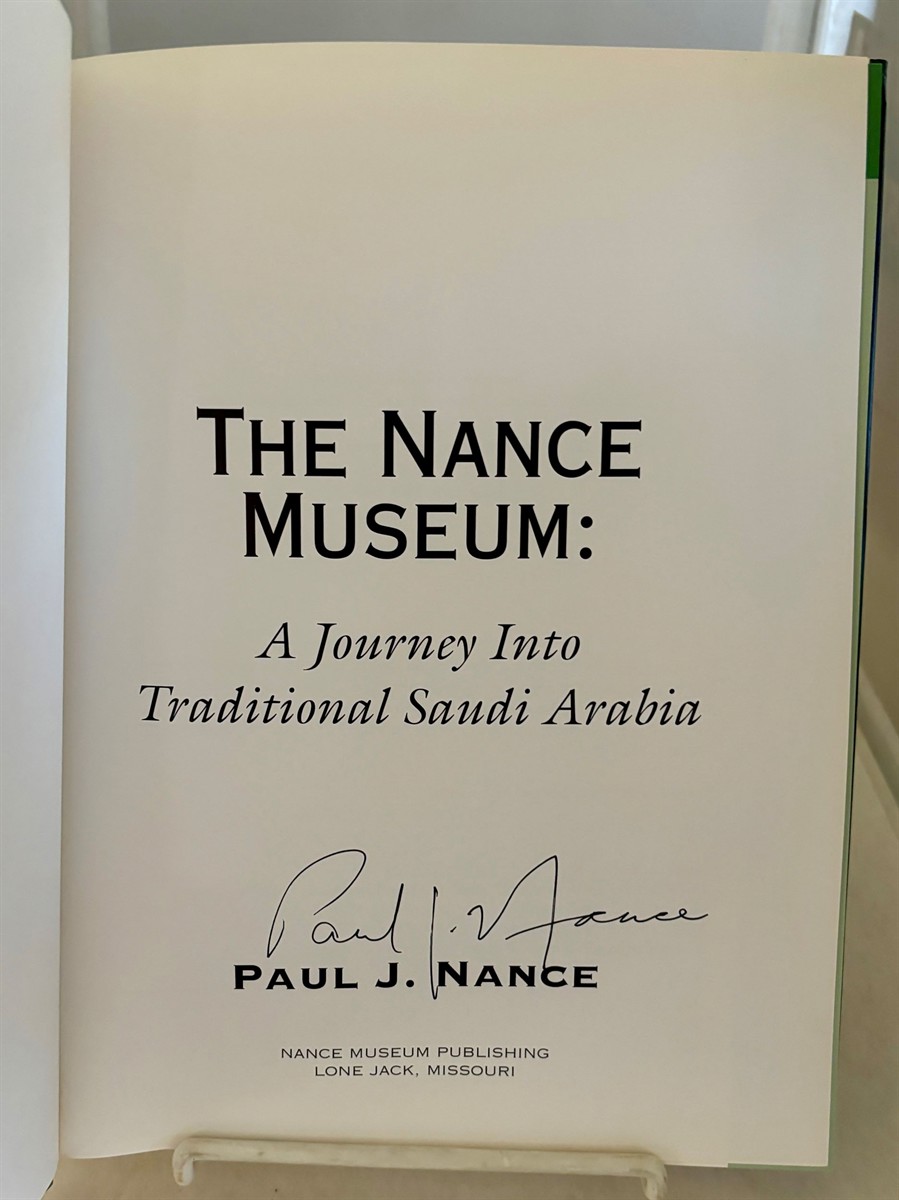 THE NANCE
MUSEUM:
A Journey Into
Traditional Saudi Arabia
Paul J. Nance
PAUL J. NANCE
NANCE MUSEUM PUBLISHING
LONE JACK, MISSOURI